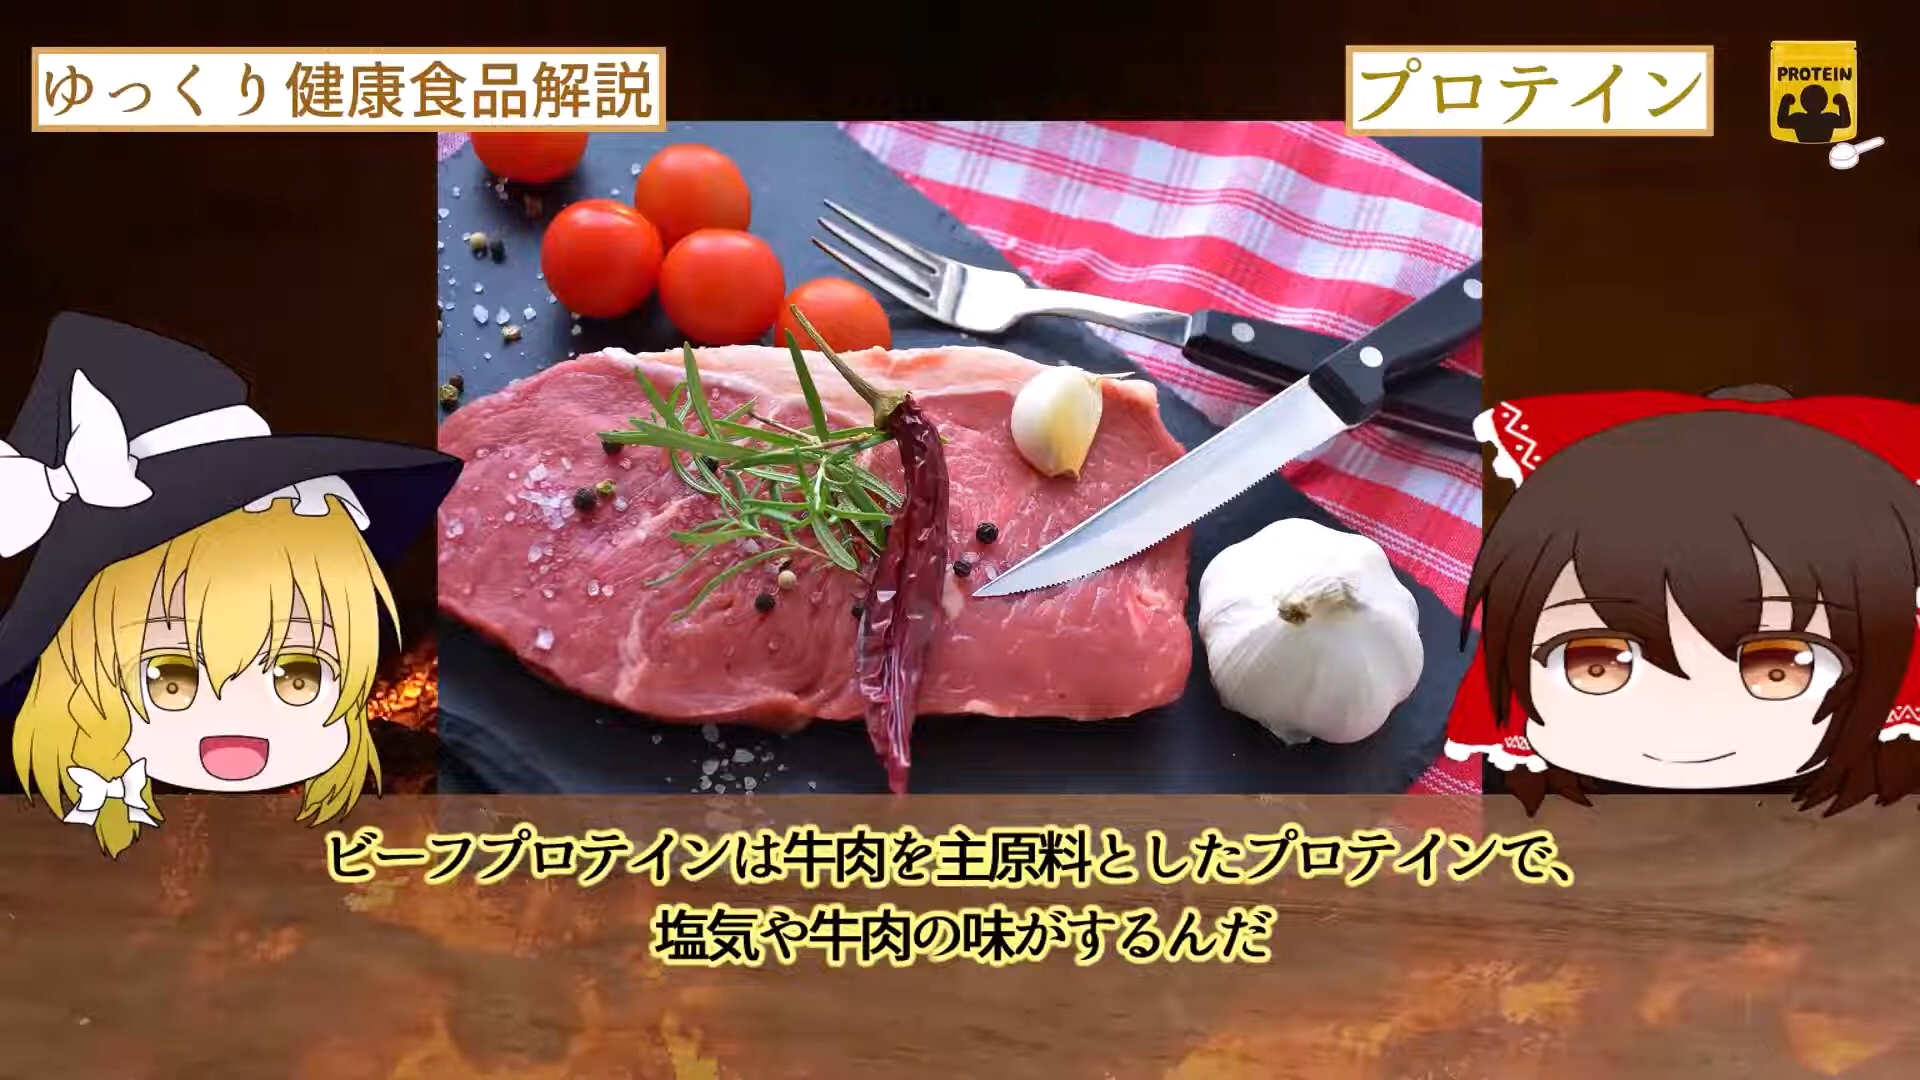 ゆっくり健康食品解説
プロテイン
PROTEIN
ビーフプロテインは牛肉を主原料としたプロテインで、
塩気や牛肉の味がするんだ